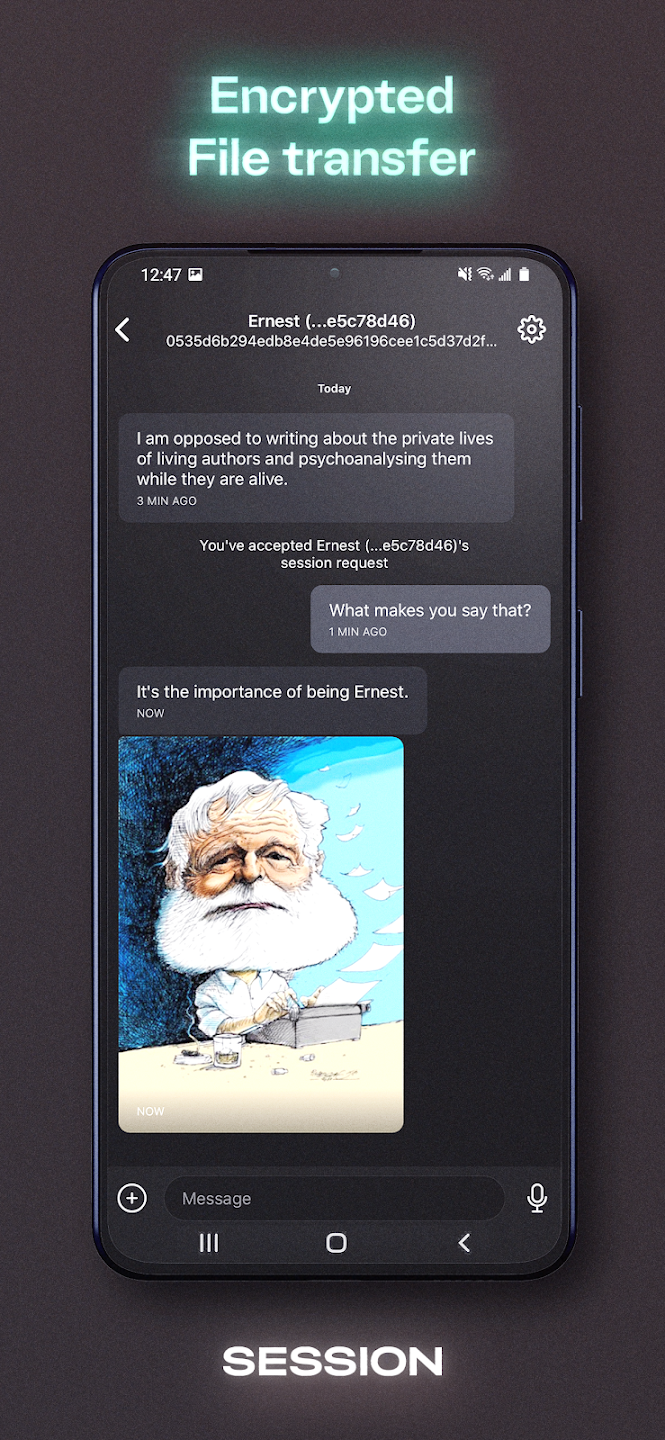 Encrypted
File transfer
12:47
Ernest (...e5c78d46)
0535d6b294edb8e4de5e96196cee1c5d37d2f...
Today
I am opposed to writing about the private lives
of living authors and psychoanalysing them
while they are alive.
3 MIN AGO
You've accepted Ernest (...e5c78d46)'s
session request
What makes you say that?
1 MIN AGO
It's the importance of being Ernest.
NOW
NOW
Message
SESSION